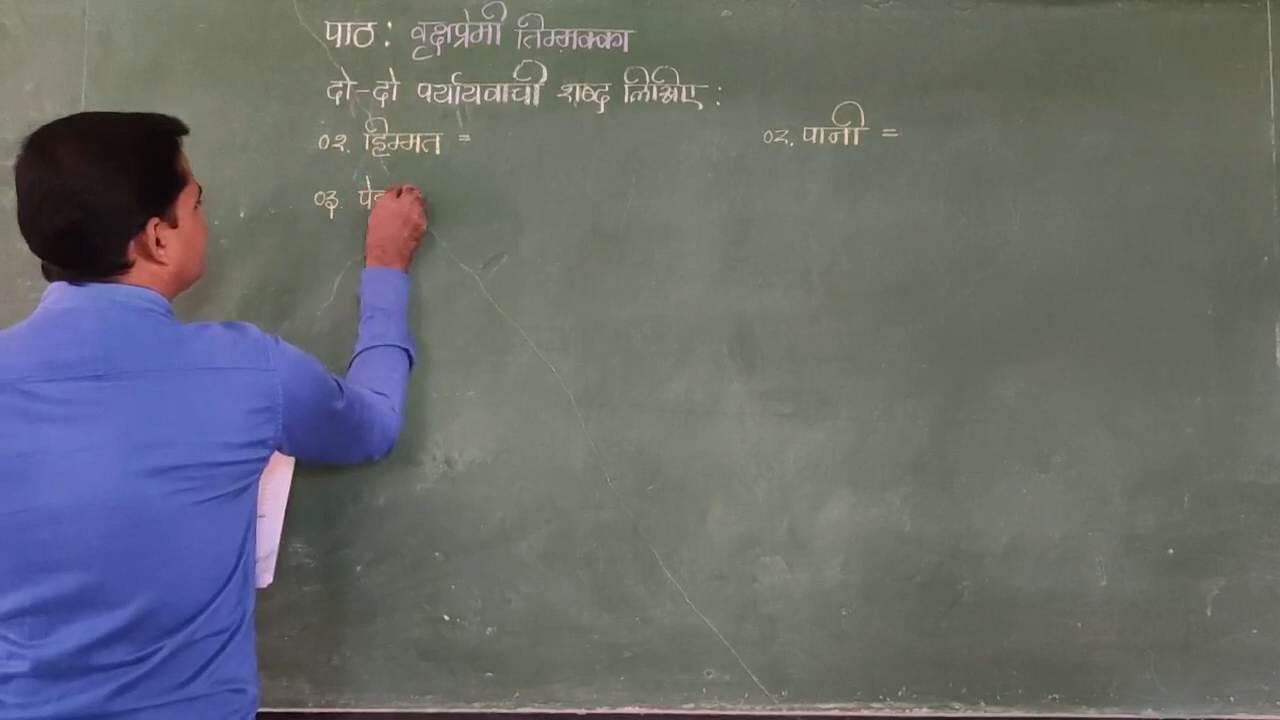 पाठ : वृक्षप्रेमी तिम्मक्का
दो-दो पर्यायवाची शब्द लिखिए :
०१. हिम्मत = ०२. पानी =
०३.